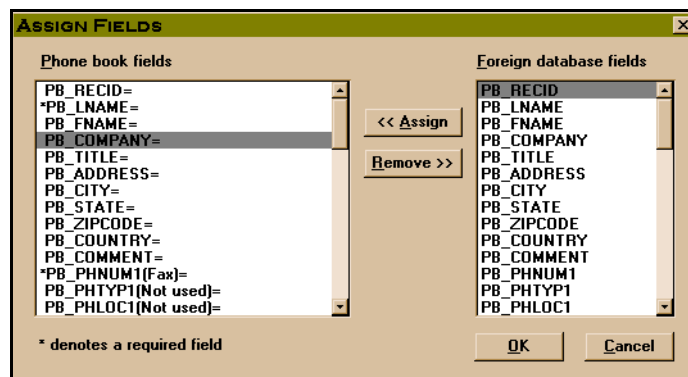 ASSIGN FIELDS
Phone book fields
PB_RECID=
*PB_LNAME=
PB_FNAME=
PB_COMPANY=
PB_TITLE=
PB_ADDRESS=
PB_CITY=
PB_STATE=
PB_ZIPCODE=
PB_COUNTRY=
PB_COMMENT=
*PB_PHNUM1(Fax)=
PB_PHTYP1(Not used)=
PB_PHLOC1(Not used)=
* denotes a required field
<< Assign
Remove >>
Foreign database fields
PB_RECID
PB_LNAME
PB_FNAME
PB_COMPANY
PB_TITLE
PB_ADDRESS
PB_CITY
PB_STATE
PB_ZIPCODE
PB_COUNTRY
PB_COMMENT
PB_PHNUM1
PB_PHTYP1
PB_PHLOC1
OK
Cancel